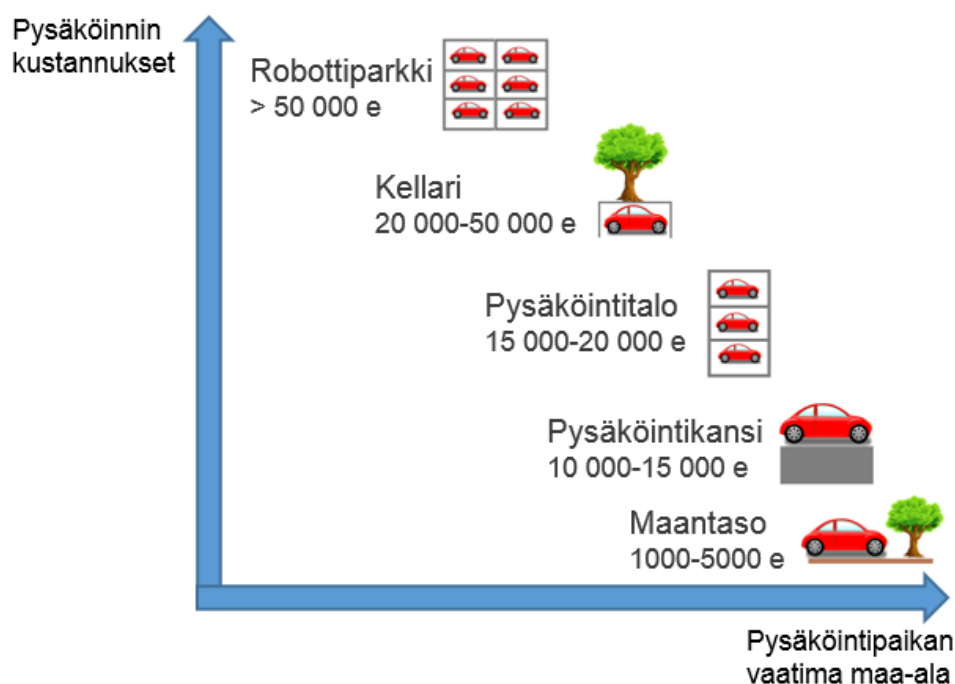 Pysäköinnin
kustannukset
Robottiparkki
> 50 000 e
Kellari
20 000-50 000 e
Pysäköintitalo
15 000-20 000 e
Pysäköintikansi
10 000-15 000 e
Maantaso
1000-5000 e
Pysäköintipaikan
vaatima maa-ala